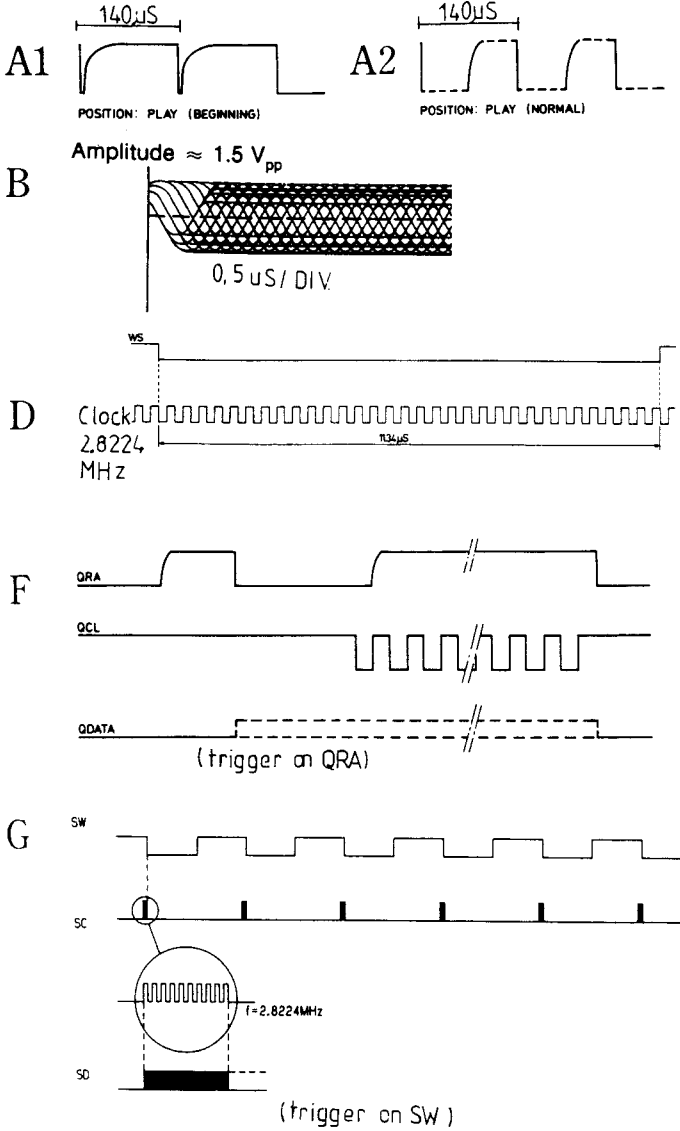 140µS 140µS
A1 A2
POSITION: PLAY (BEGINNING) POSITION: PLAY (NORMAL)
Amplitude ≈ 1.5 Vpp
B
0,5 uS/ DIV.
WS
D Clock
2.8224
MHz
11.34µS
F QRA
QCL
QDATA
(trigger on QRA)
G SW
SC
f=2.8224MHz
SD
(trigger on SW)